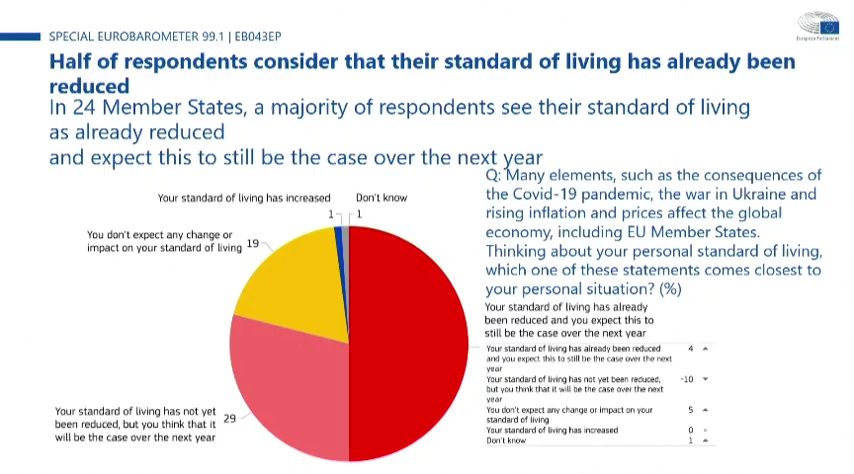 SPECIAL EUROBAROMETER 99.1 | EB043EP
European Parliament
Half of respondents consider that their standard of living has already been
reduced
In 24 Member States, a majority of respondents see their standard of living
as already reduced
and expect this to still be the case over the next year
Q: Many elements, such as the consequences of
the Covid-19 pandemic, the war in Ukraine and
rising inflation and prices affect the global
economy, including EU Member States.
Thinking about your personal standard of living,
which one of these statements comes closest to
your personal situation? (%)
Your standard of living has increased
1
Don't know
1
You don't expect any change or
impact on your standard of living 19
Your standard of living has not yet
been reduced, but you think that it
will be the case over the next year
29
Your standard of living has already
been reduced and you expect this to
still be the case over the next year
Your standard of living has already been reduced 4 ▲
and you expect this to still be the case over the next
year
Your standard of living has not yet been reduced, -10 ▼
but you think that it will be the case over the next
year
You don't expect any change or impact on your 5 ▲
standard of living
Your standard of living has increased 0 =
Don't know 1 ▲